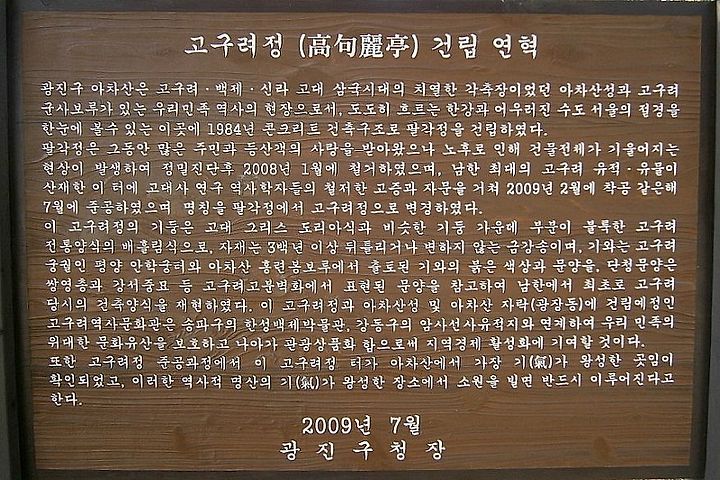 고구려정 (高句麗亭) 건립 연혁
광진구 아차산은 고구려·백제·신라 고대 삼국시대의 치열한 각축장이었던 아차산성과 고구려
군사보루가 있는 우리민족 역사의 현장으로서, 도도히 흐르는 한강과 어우러진 수도 서울의 절경을
한눈에 볼수 있는 이곳에 1984년 콘크리트 건축구조로 팔각정을 건립하였다.
팔각정은 그동안 많은 주민과 등산객의 사랑을 받아왔으나 노후로 인해 건물전체가 기울어지는
현상이 발생하여 정밀진단후 2008년 1월에 철거하였으며, 남한 최대의 고구려 유적·유물이
산재한 이 터에 고대사 연구 역사학자들의 철저한 고증과 자문을 거쳐 2009년 2월에 착공 같은해
7월에 준공하였으며 명칭을 팔각정에서 고구려정으로 변경하였다.
이 고구려정의 기둥은 고대 그리스 도리아식과 비슷한 기둥 가운데 부분이 볼록한 고구려
전통양식의 배흘림식으로, 자재는 3백년 이상 뒤틀리거나 변하지 않는 금강송이며, 기와는 고구려
궁궐인 평양 안학궁터와 아차산 홍련봉보루에서 출토된 기와의 붉은 색상과 문양을, 단청문양은
쌍영총과 강서중묘 등 고구려고분벽화에서 표현된 문양을 참고하여 남한에서 최초로 고구려
당시의 건축양식을 재현하였다. 이 고구려정과 아차산성 및 아차산 자락(광장동)에 건립예정인
고구려역사문화관은 송파구의 한성백제박물관, 강동구의 암사선사유적지와 연계하여 우리 민족의
위대한 문화유산을 보호하고 나아가 관광상품화 함으로써 지역경제 활성화에 기여할 것이다.
또한 고구려정 준공과정에서 이 고구려정 터가 아차산에서 가장 기(氣)가 왕성한 곳임이
확인되었고, 이러한 역사적 명산의 기(氣)가 왕성한 장소에서 소원을 빌면 반드시 이루어진다고
한다.
2009년 7월
광진구청장